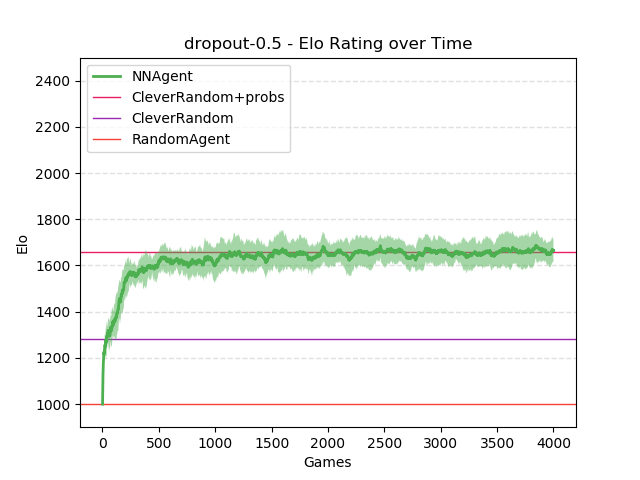 dropout-0.5 - Elo Rating over Time
NNAgent
CleverRandom+probs
CleverRandom
RandomAgent
Elo
2400
2200
2000
1800
1600
1400
1200
1000
0 500 1000 1500 2000 2500 3000 3500 4000
Games